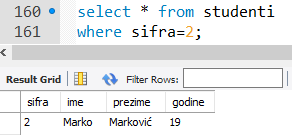 160 select * from studenti
161 where sifra=2;
Result Grid Filter Rows:
sifra ime prezime godine
2 Marko Marković 19